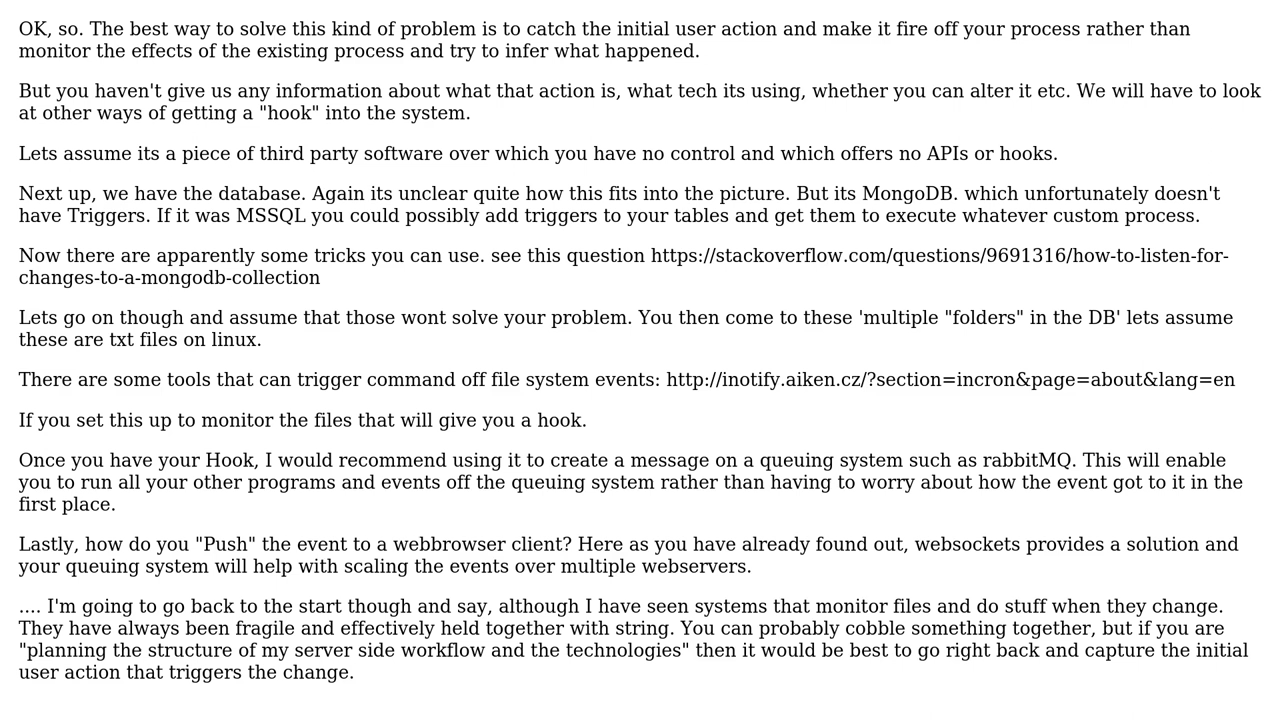 OK, so. The best way to solve this kind of problem is to catch the initial user action and make it fire off your process rather than
monitor the effects of the existing process and try to infer what happened.
But you haven't give us any information about what that action is, what tech its using, whether you can alter it etc. We will have to look
at other ways of getting a "hook" into the system.
Lets assume its a piece of third party software over which you have no control and which offers no APIs or hooks.
Next up, we have the database. Again its unclear quite how this fits into the picture. But its MongoDB. which unfortunately doesn't
have Triggers. If it was MSSQL you could possibly add triggers to your tables and get them to execute whatever custom process.
Now there are apparently some tricks you can use. see this question https://stackoverflow.com/questions/9691316/how-to-listen-for-
changes-to-a-mongodb-collection
Lets go on though and assume that those wont solve your problem. You then come to these 'multiple "folders" in the DB' lets assume
these are txt files on linux.
There are some tools that can trigger command off file system events: http://inotify.aiken.cz/?section=incron&page=about&lang=en
If you set this up to monitor the files that will give you a hook.
Once you have your Hook, I would recommend using it to create a message on a queuing system such as rabbitMQ. This will enable
you to run all your other programs and events off the queuing system rather than having to worry about how the event got to it in the
first place.
Lastly, how do you "Push" the event to a webbrowser client? Here as you have already found out, websockets provides a solution and
your queuing system will help with scaling the events over multiple webservers.
.... I'm going to go back to the start though and say, although I have seen systems that monitor files and do stuff when they change.
They have always been fragile and effectively held together with string. You can probably cobble something together, but if you are
"planning the structure of my server side workflow and the technologies" then it would be best to go right back and capture the initial
user action that triggers the change.